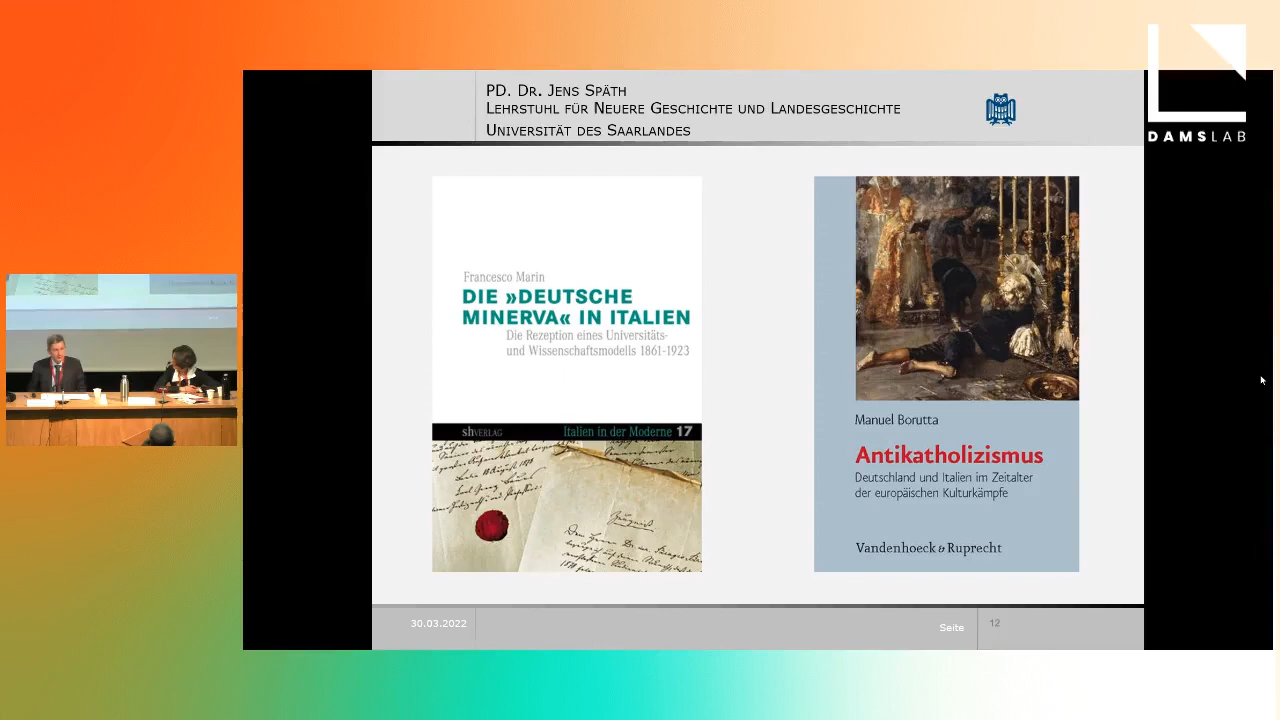 PD. Dr. Jens Späth
Lehrstuhl für Neuere Geschichte und Landesgeschichte
Universität des Saarlandes
DAMSLAB
Francesco Marin
DIE »DEUTSCHE
MINERVA« IN ITALIEN
Die Rezeption eines Universitäts-
und Wissenschaftsmodells 1861-1923
shVERLAG
Italien in der Moderne 17
Zeugniß
Manuel Borutta
Antikatholizismus
Deutschland und Italien im Zeitalter
der europäischen Kulturkämpfe
Vandenhoeck & Ruprecht
30.03.2022
Seite
12